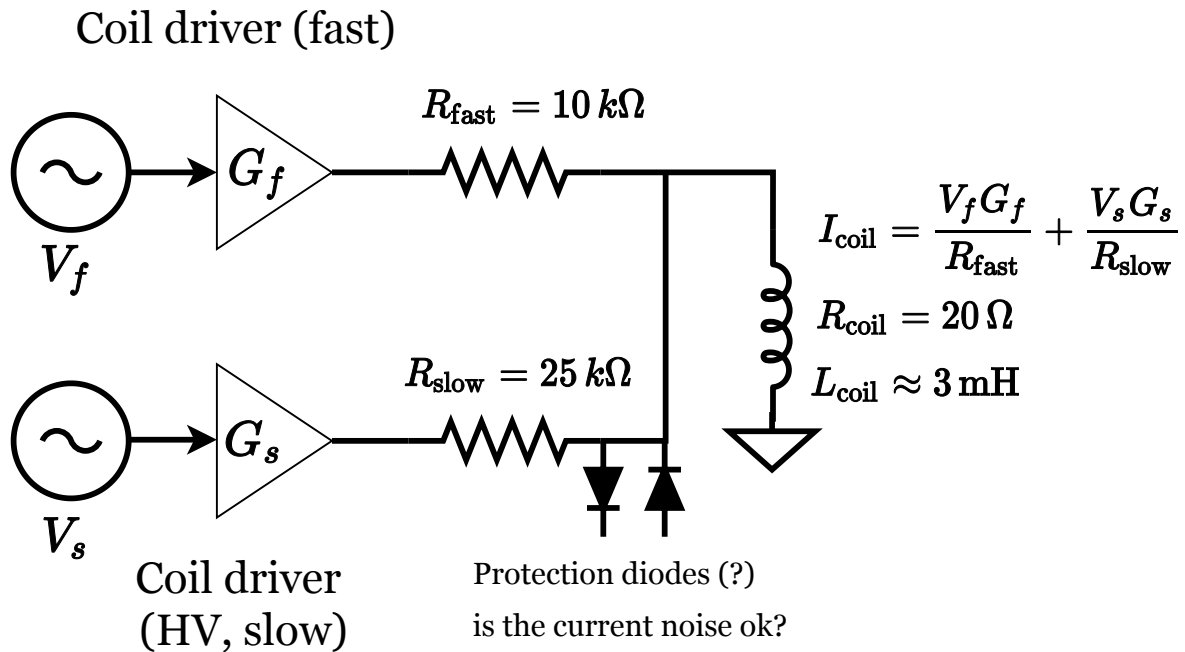 Coil driver (fast)
R_fast = 10 kΩ
G_f
V_f
I_coil = V_f G_f / R_fast + V_s G_s / R_slow
R_coil = 20 Ω
L_coil ≈ 3 mH
R_slow = 25 kΩ
G_s
V_s
Coil driver
(HV, slow)
Protection diodes (?)
is the current noise ok?